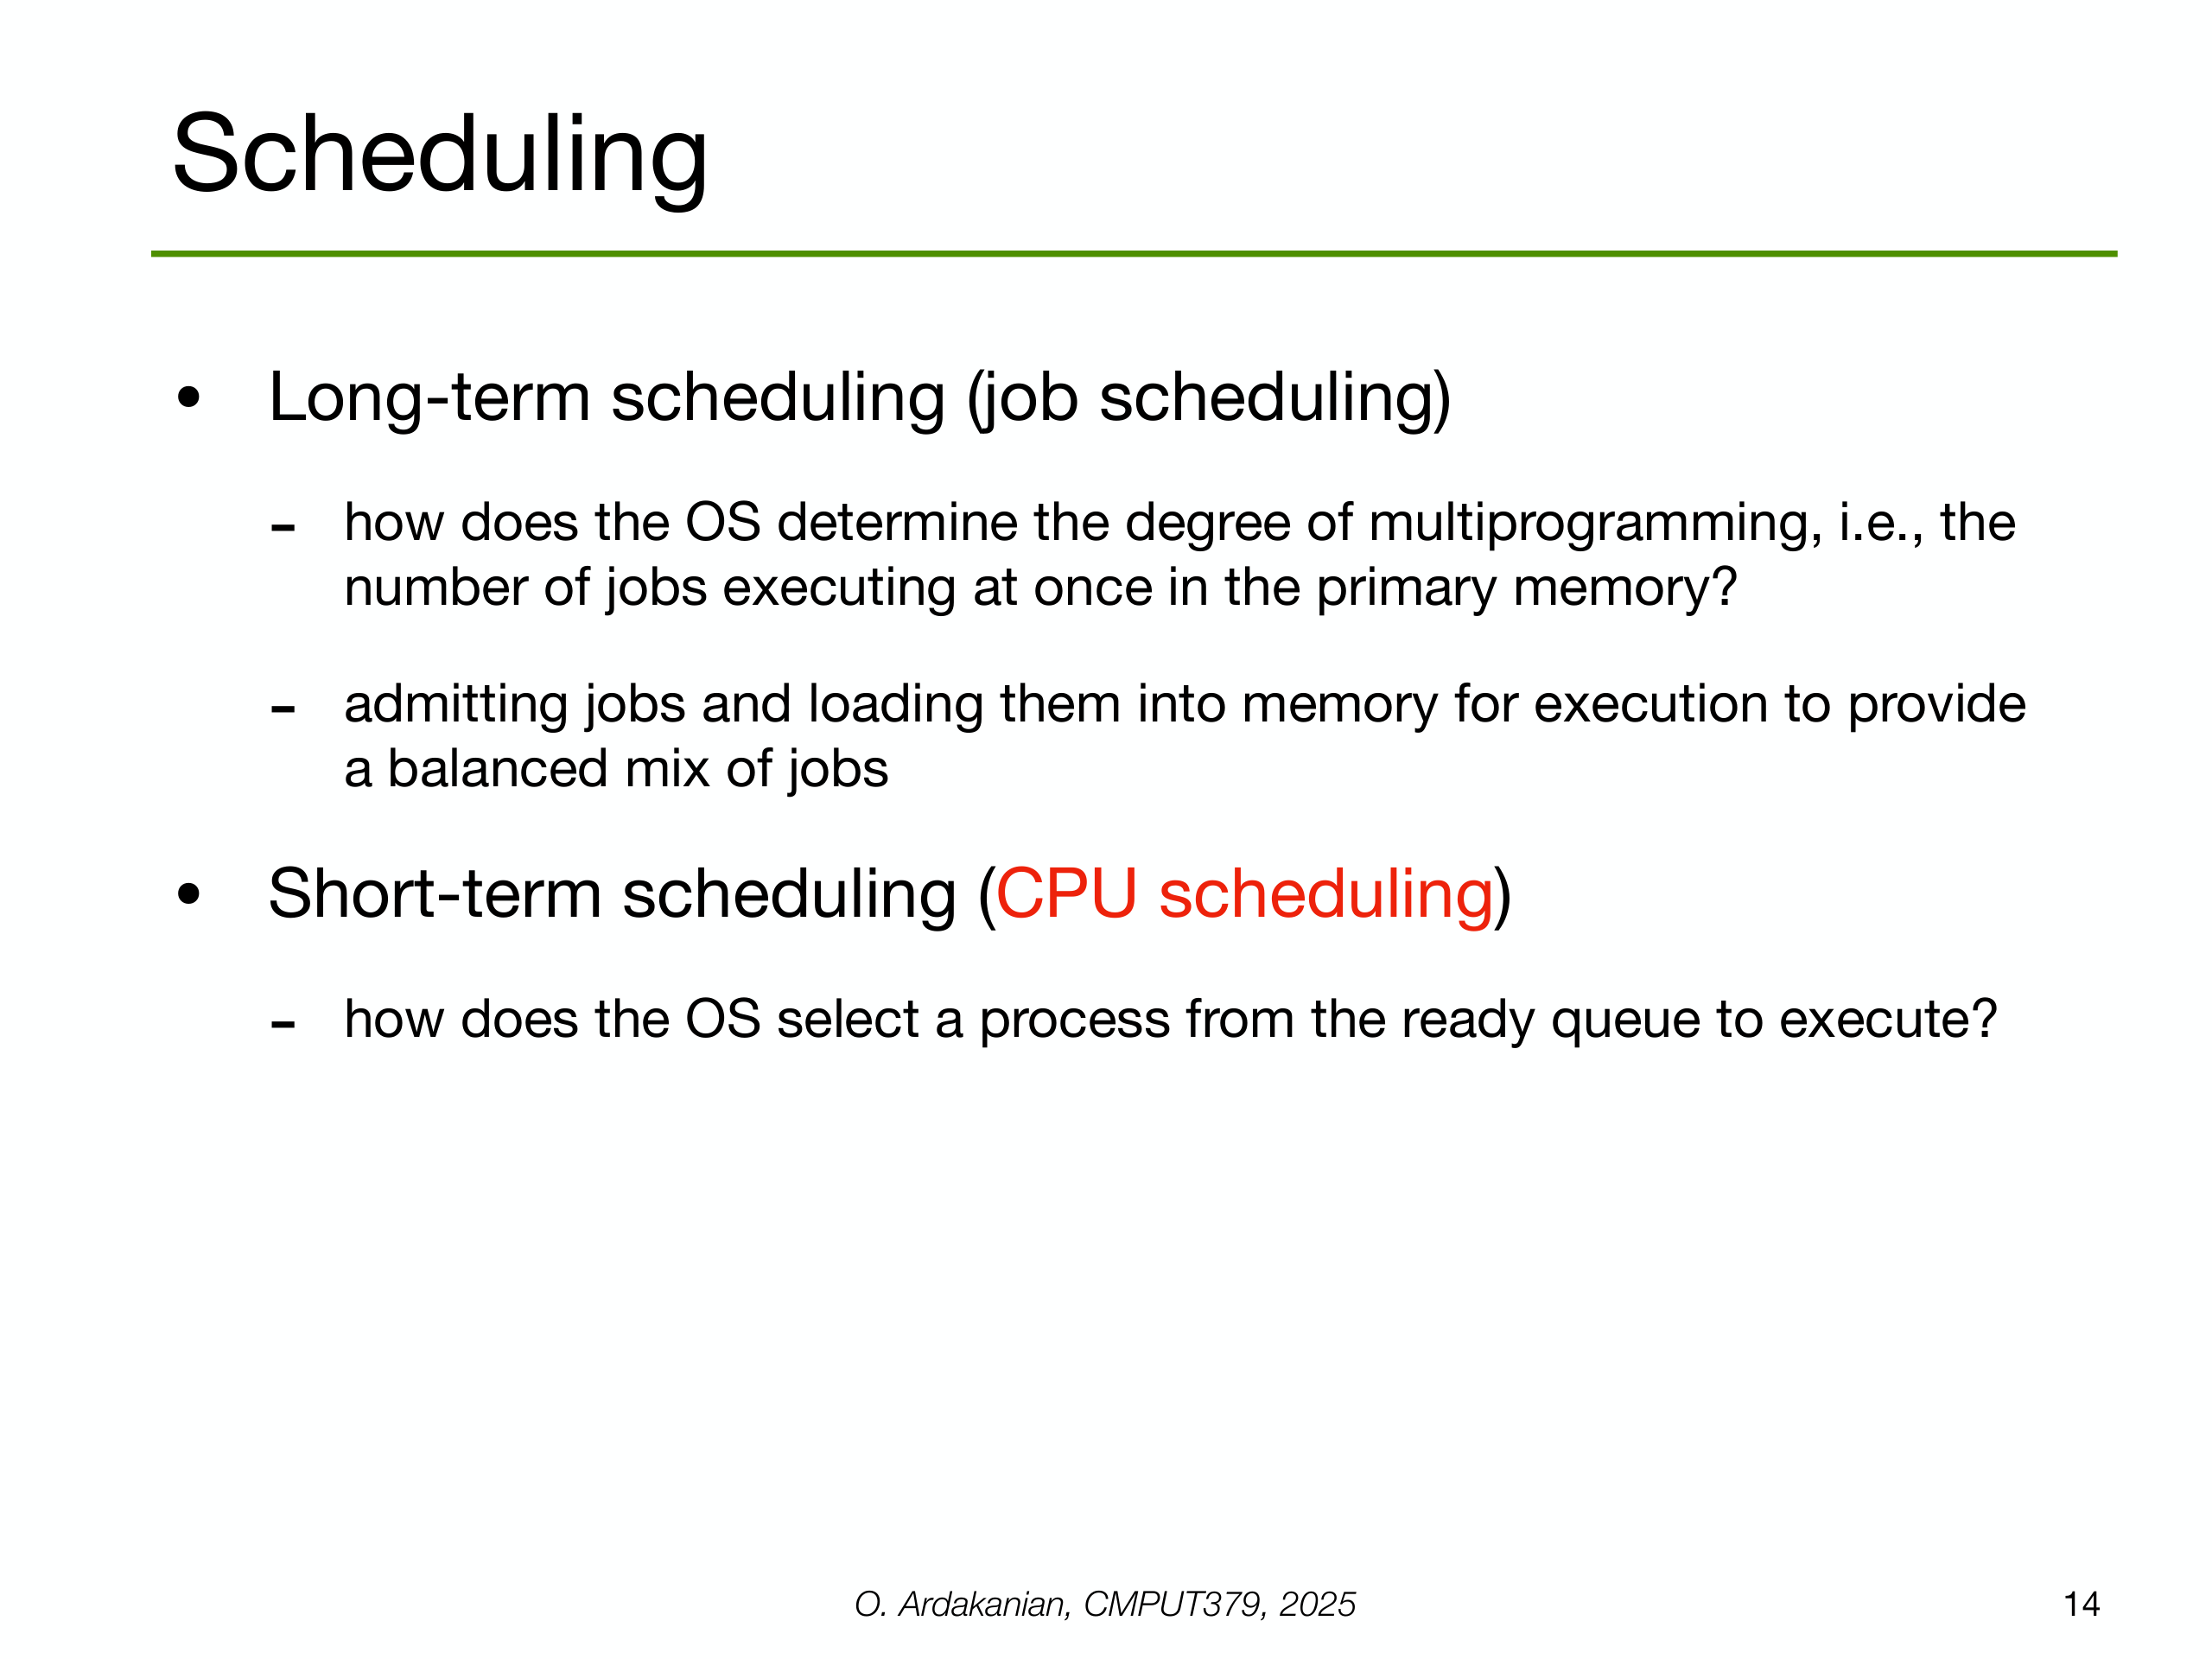 Scheduling
• Long-term scheduling (job scheduling)
- how does the OS determine the degree of multiprogramming, i.e., the
number of jobs executing at once in the primary memory?
- admitting jobs and loading them into memory for execution to provide
a balanced mix of jobs
• Short-term scheduling (CPU scheduling)
- how does the OS select a process from the ready queue to execute?
O. Ardakanian, CMPUT379, 2025
14